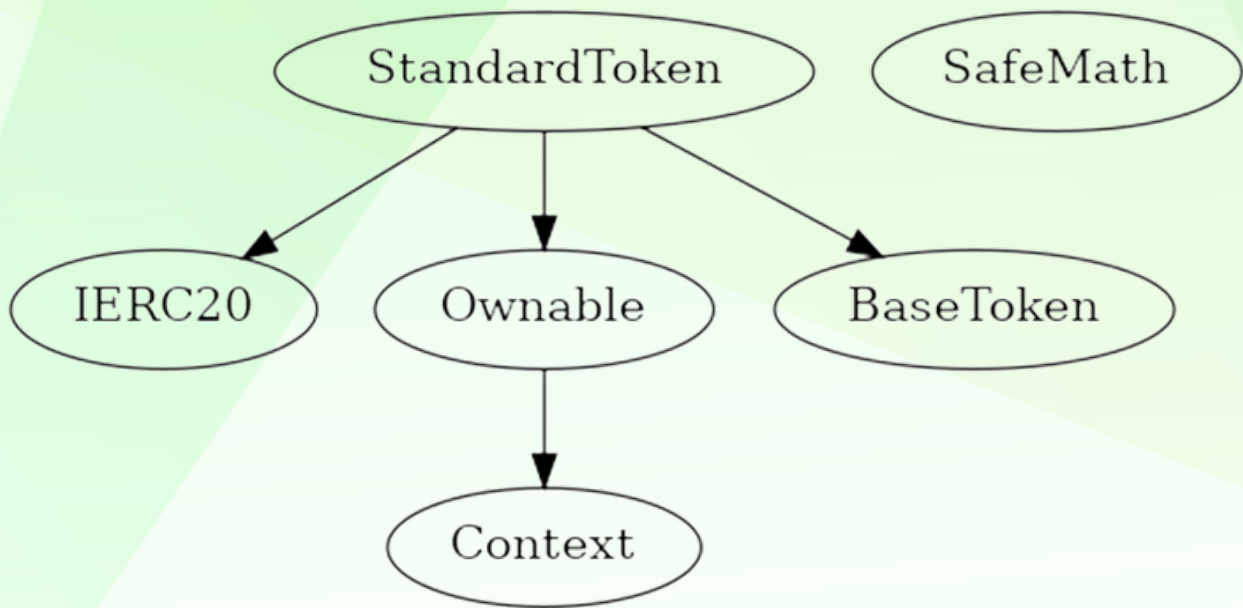 StandardToken
SafeMath
IERC20
Ownable
BaseToken
Context